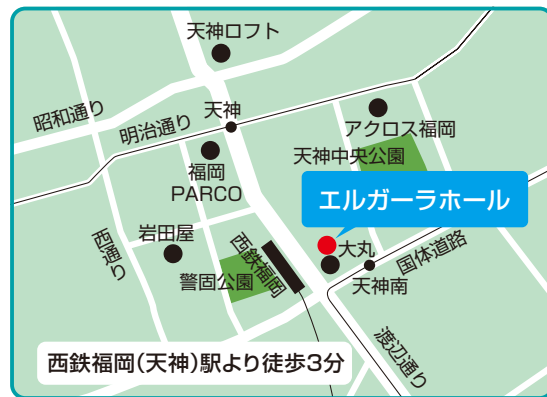 天神ロフト
昭和通り
明治通り
天神
アクロス福岡
福岡
PARCO
天神中央公園
エルガーラホール
西通り
岩田屋
西鉄福岡
大丸
国体道路
警固公園
天神南
渡辺通り
西鉄福岡(天神)駅より徒歩3分